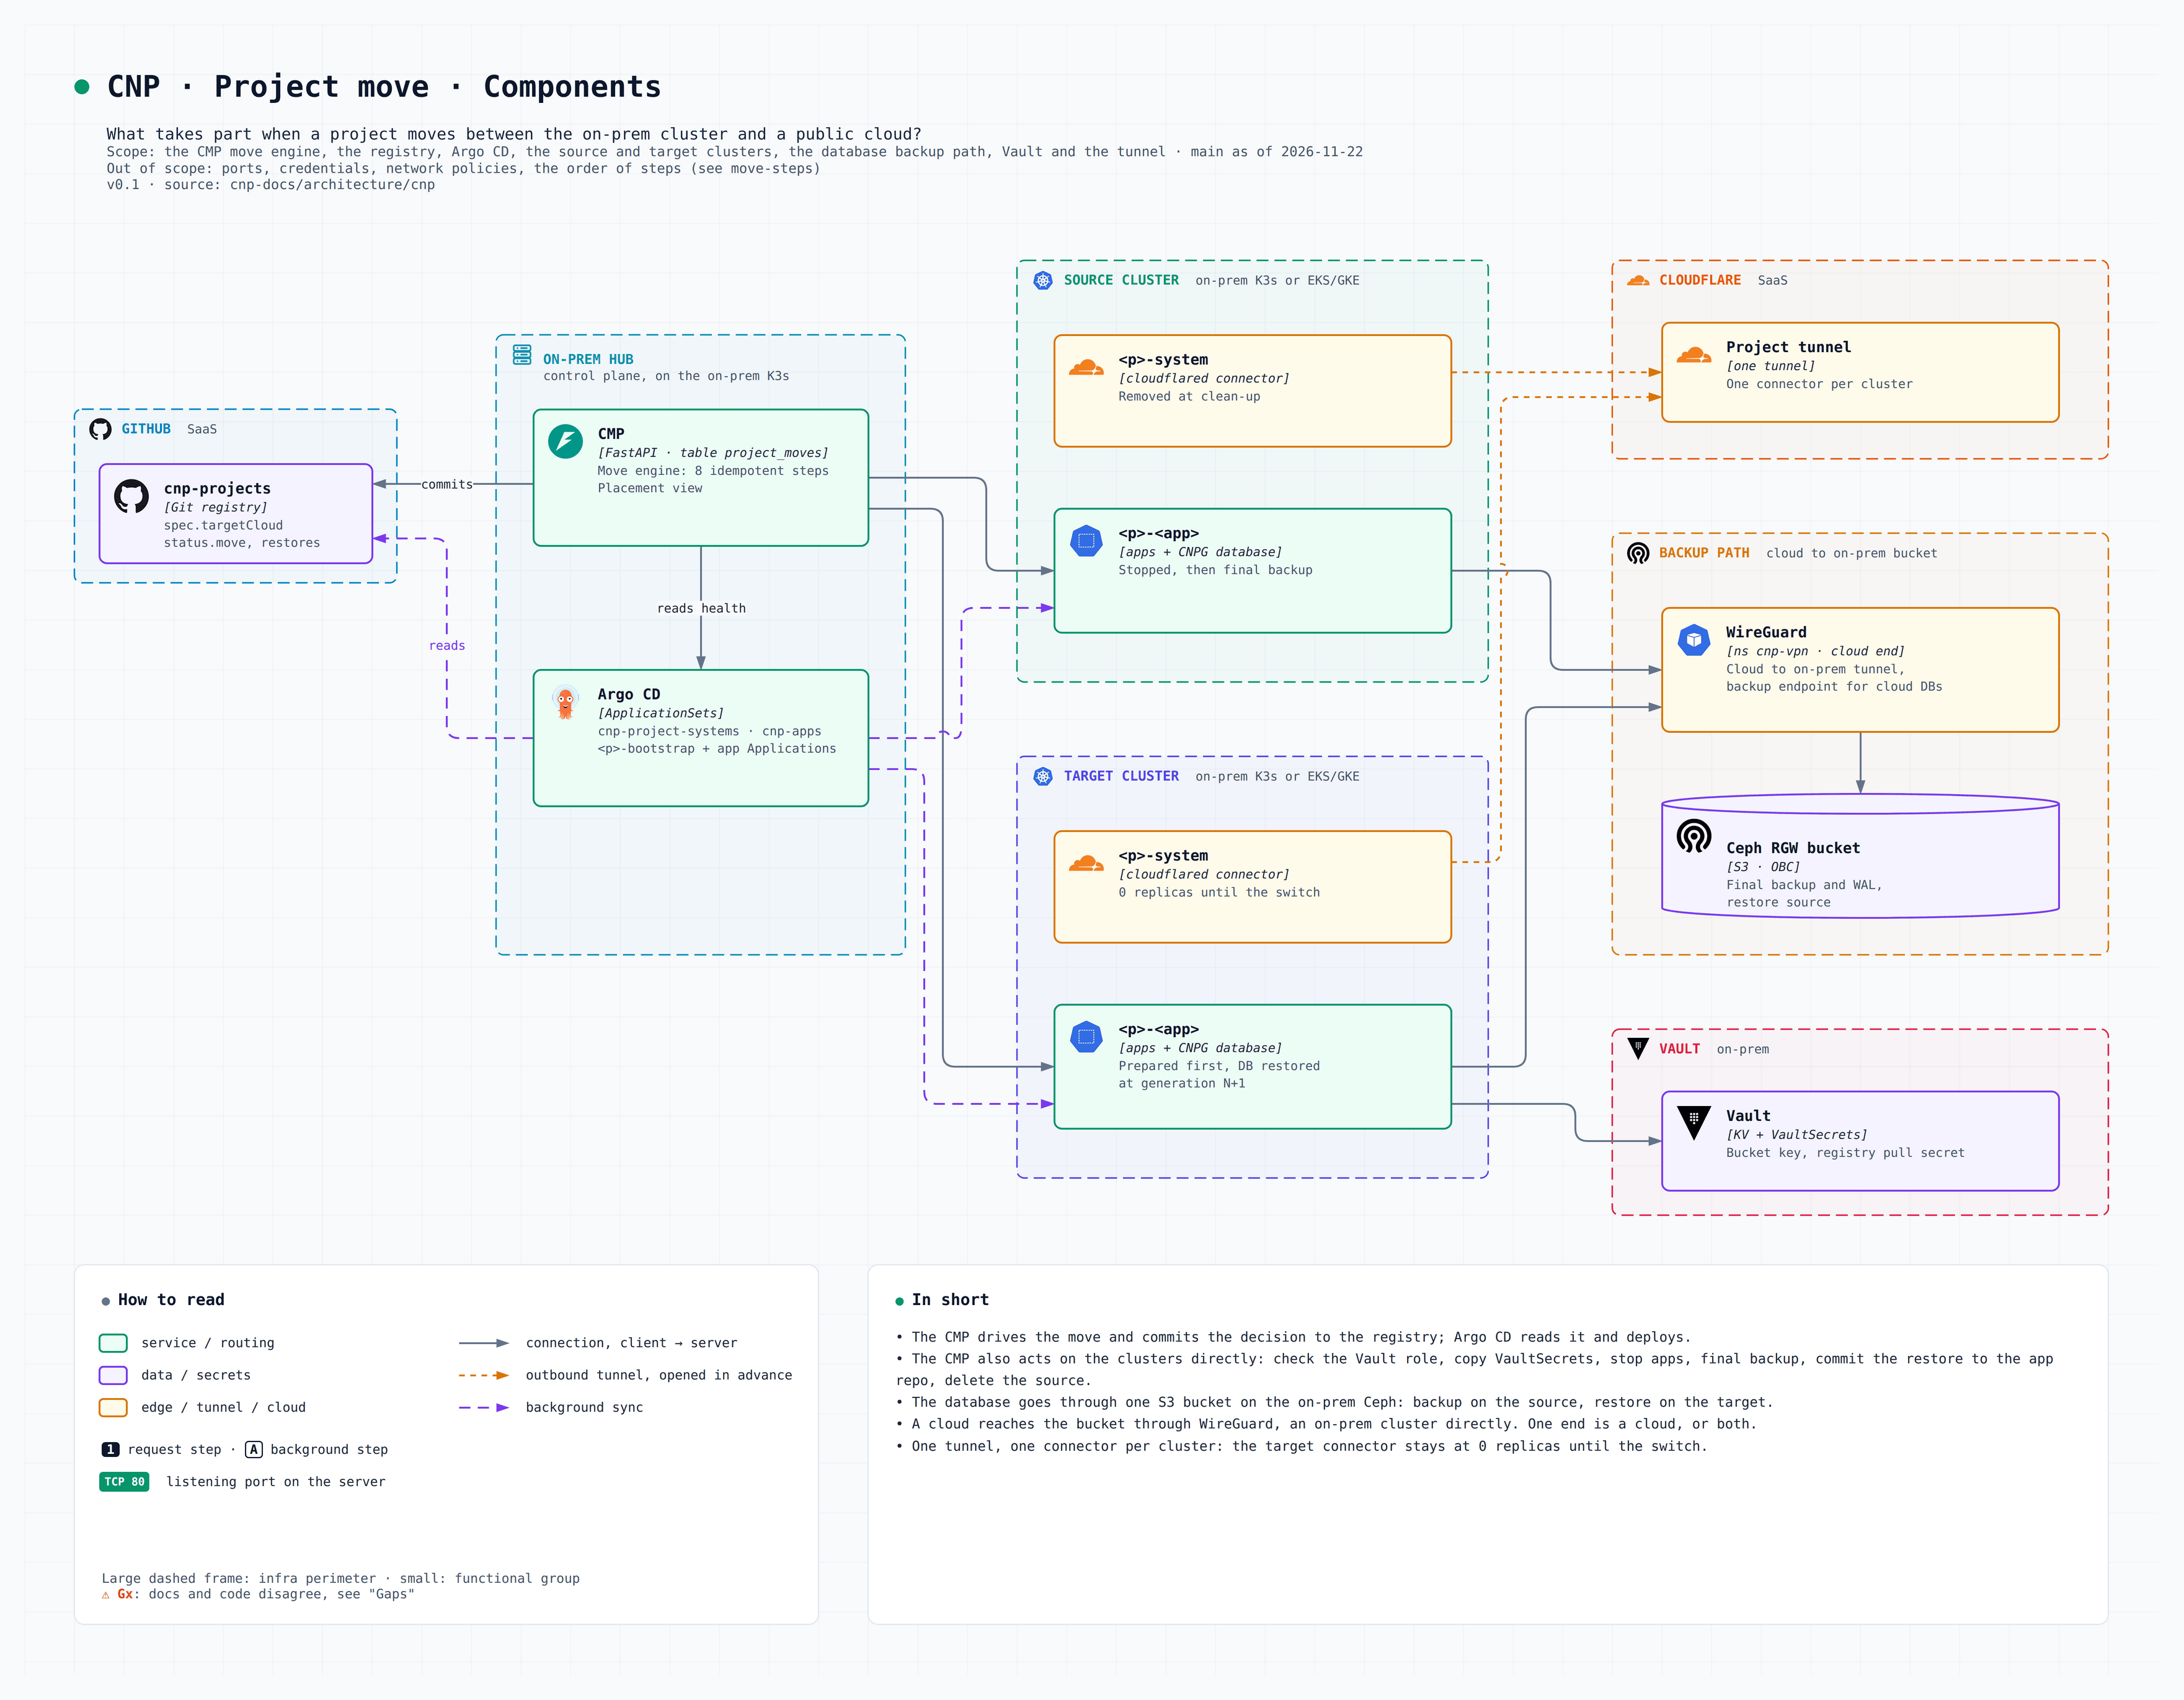 CNP · Project move · Components
What takes part when a project moves between the on-prem cluster and a public cloud?
Scope: the CMP move engine, the registry, Argo CD, the source and target clusters, the database backup path, Vault and the tunnel · main as of 2026-11-22
Out of scope: ports, credentials, network policies, the order of steps (see move-steps)
v0.1 · source: cnp-docs/architecture/cnp
GITHUB SaaS
cnp-projects
[Git registry]
spec.targetCloud
status.move, restores
commits
reads
ON-PREM HUB
control plane, on the on-prem K3s
CMP
[FastAPI · table project_moves]
Move engine: 8 idempotent steps
Placement view
reads health
Argo CD
[ApplicationSets]
cnp-project-systems · cnp-apps
<p>-bootstrap + app Applications
SOURCE CLUSTER on-prem K3s or EKS/GKE
<p>-system
[cloudflared connector]
Removed at clean-up
<p>-<app>
[apps + CNPG database]
Stopped, then final backup
TARGET CLUSTER on-prem K3s or EKS/GKE
<p>-system
[cloudflared connector]
0 replicas until the switch
<p>-<app>
[apps + CNPG database]
Prepared first, DB restored
at generation N+1
CLOUDFLARE SaaS
Project tunnel
[one tunnel]
One connector per cluster
BACKUP PATH cloud to on-prem bucket
WireGuard
[ns cnp-vpn · cloud end]
Cloud to on-prem tunnel,
backup endpoint for cloud DBs
Ceph RGW bucket
[S3 · OBC]
Final backup and WAL,
restore source
VAULT on-prem
Vault
[KV + VaultSecrets]
Bucket key, registry pull secret
How to read
service / routing
data / secrets
edge / tunnel / cloud
connection, client → server
outbound tunnel, opened in advance
background sync
1 request step · A background step
TCP 80 listening port on the server
Large dashed frame: infra perimeter · small: functional group
⚠ Gx: docs and code disagree, see "Gaps"
In short
• The CMP drives the move and commits the decision to the registry; Argo CD reads it and deploys.
• The CMP also acts on the clusters directly: check the Vault role, copy VaultSecrets, stop apps, final backup, commit the restore to the app
repo, delete the source.
• The database goes through one S3 bucket on the on-prem Ceph: backup on the source, restore on the target.
• A cloud reaches the bucket through WireGuard, an on-prem cluster directly. One end is a cloud, or both.
• One tunnel, one connector per cluster: the target connector stays at 0 replicas until the switch.